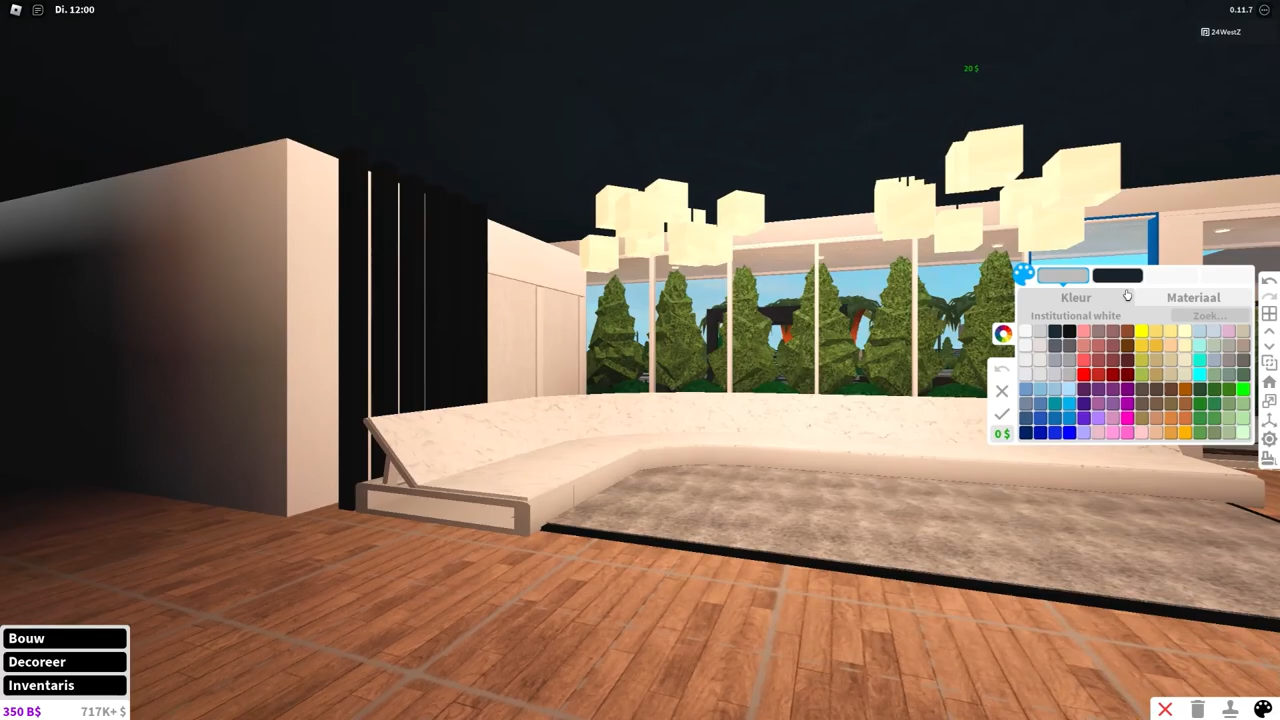 Di. 12:00
0.11.7
24WestZ
20 $
Kleur
Materiaal
Institutional white
Zoek...
0 $
Bouw
Decoreer
Inventaris
350 B$
717K+ $